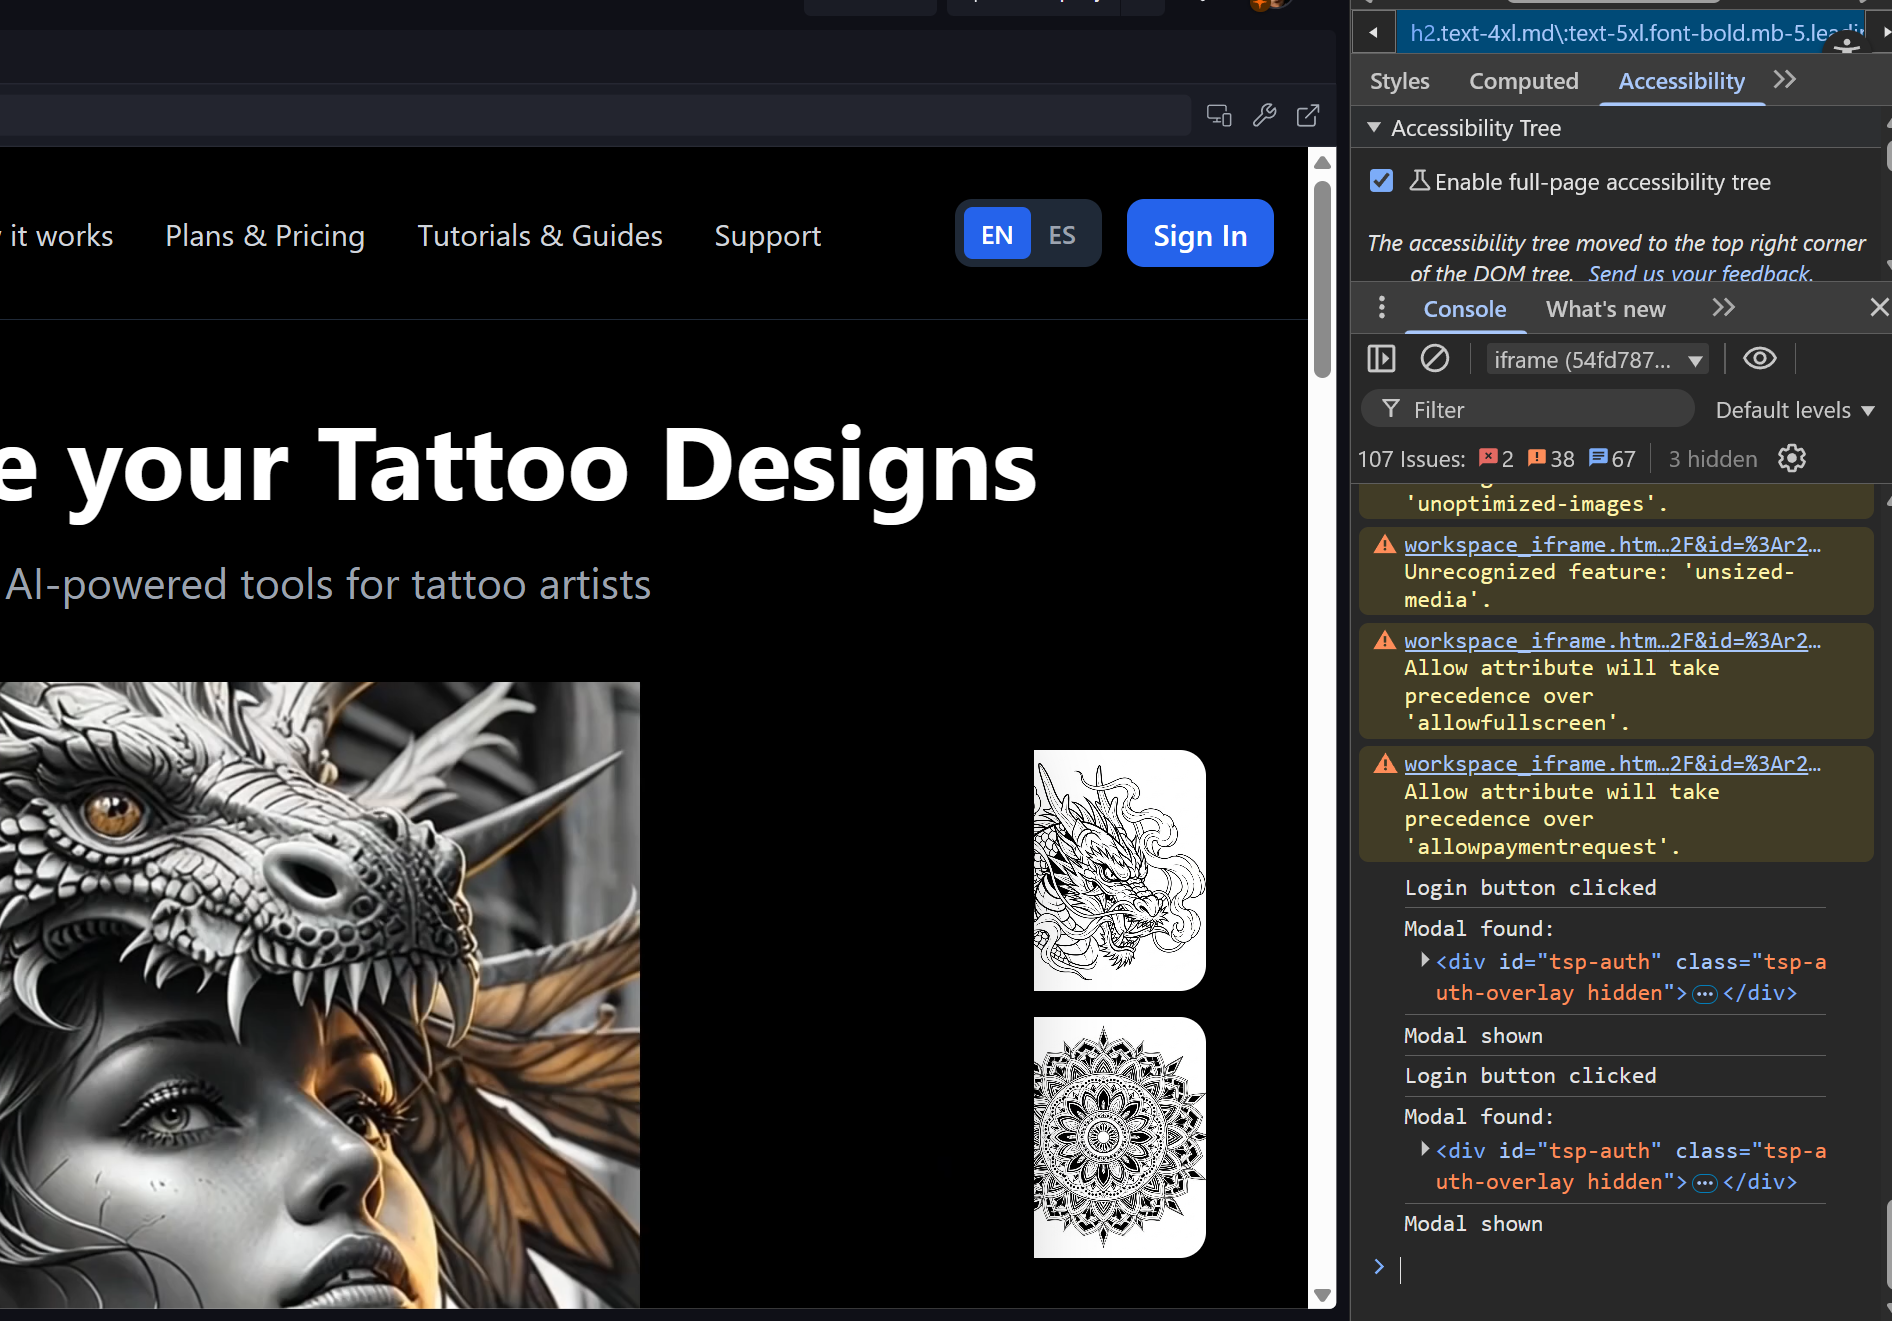 it works
Plans & Pricing
Tutorials & Guides
Support
EN
ES
Sign In
e your Tattoo Designs
AI-powered tools for tattoo artists
h2.text-4xl.md\:text-5xl.font-bold.mb-5.leadin
Styles
Computed
Accessibility
Accessibility Tree
Enable full-page accessibility tree
The accessibility tree moved to the top right corner
of the DOM tree. Send us your feedback.
Console
What's new
iframe (54fd787...
Filter
Default levels
107 Issues: 2 38 67
3 hidden
'unoptimized-images'.
workspace_iframe.htm…2F&id=%3Ar2…
Unrecognized feature: 'unsized-
media'.
workspace_iframe.htm…2F&id=%3Ar2…
Allow attribute will take
precedence over
'allowfullscreen'.
workspace_iframe.htm…2F&id=%3Ar2…
Allow attribute will take
precedence over
'allowpaymentrequest'.
Login button clicked
Modal found:
<div id="tsp-auth" class="tsp-a
uth-overlay hidden">…</div>
Modal shown
Login button clicked
Modal found:
<div id="tsp-auth" class="tsp-a
uth-overlay hidden">…</div>
Modal shown